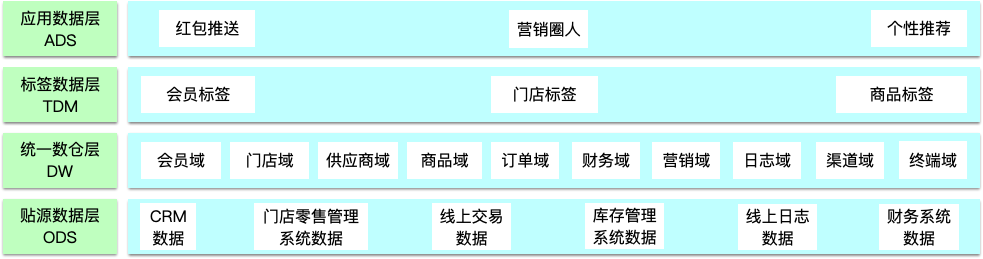 应用数据层
ADS
红包推送
营销圈人
个性推荐
标签数据层
TDM
会员标签
门店标签
商品标签
统一数仓层
DW
会员域
门店域
供应商域
商品域
订单域
财务域
营销域
日志域
渠道域
终端域
贴源数据层
ODS
CRM
数据
门店零售管理
系统数据
线上交易
数据
库存管理
系统数据
线上日志
数据
财务系统
数据